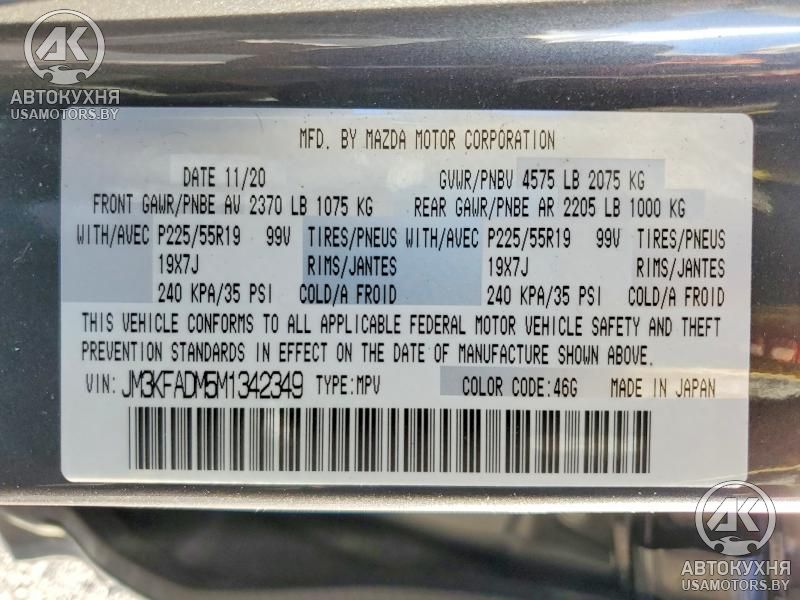 AK
АВТОКУХНЯ
USAMOTORS.BY
MFD. BY MAZDA MOTOR CORPORATION
DATE 11/20 GVWR/PNBV 4575 LB 2075 KG
FRONT GAWR/PNBE AV 2370 LB 1075 KG REAR GAWR/PNBE AR 2205 LB 1000 KG
WITH/AVEC P225/55R19 99V TIRES/PNEUS WITH/AVEC P225/55R19 99V TIRES/PNEUS
19X7J RIMS/JANTES 19X7J RIMS/JANTES
240 KPA/35 PSI COLD/A FROID 240 KPA/35 PSI COLD/A FROID
THIS VEHICLE CONFORMS TO ALL APPLICABLE FEDERAL MOTOR VEHICLE SAFETY AND THEFT
PREVENTION STANDARDS IN EFFECT ON THE DATE OF MANUFACTURE SHOWN ABOVE.
VIN: JM3KFADM5M1342349 TYPE:MPV COLOR CODE:46G MADE IN JAPAN
AK
АВТОКУХНЯ
USAMOTORS.BY